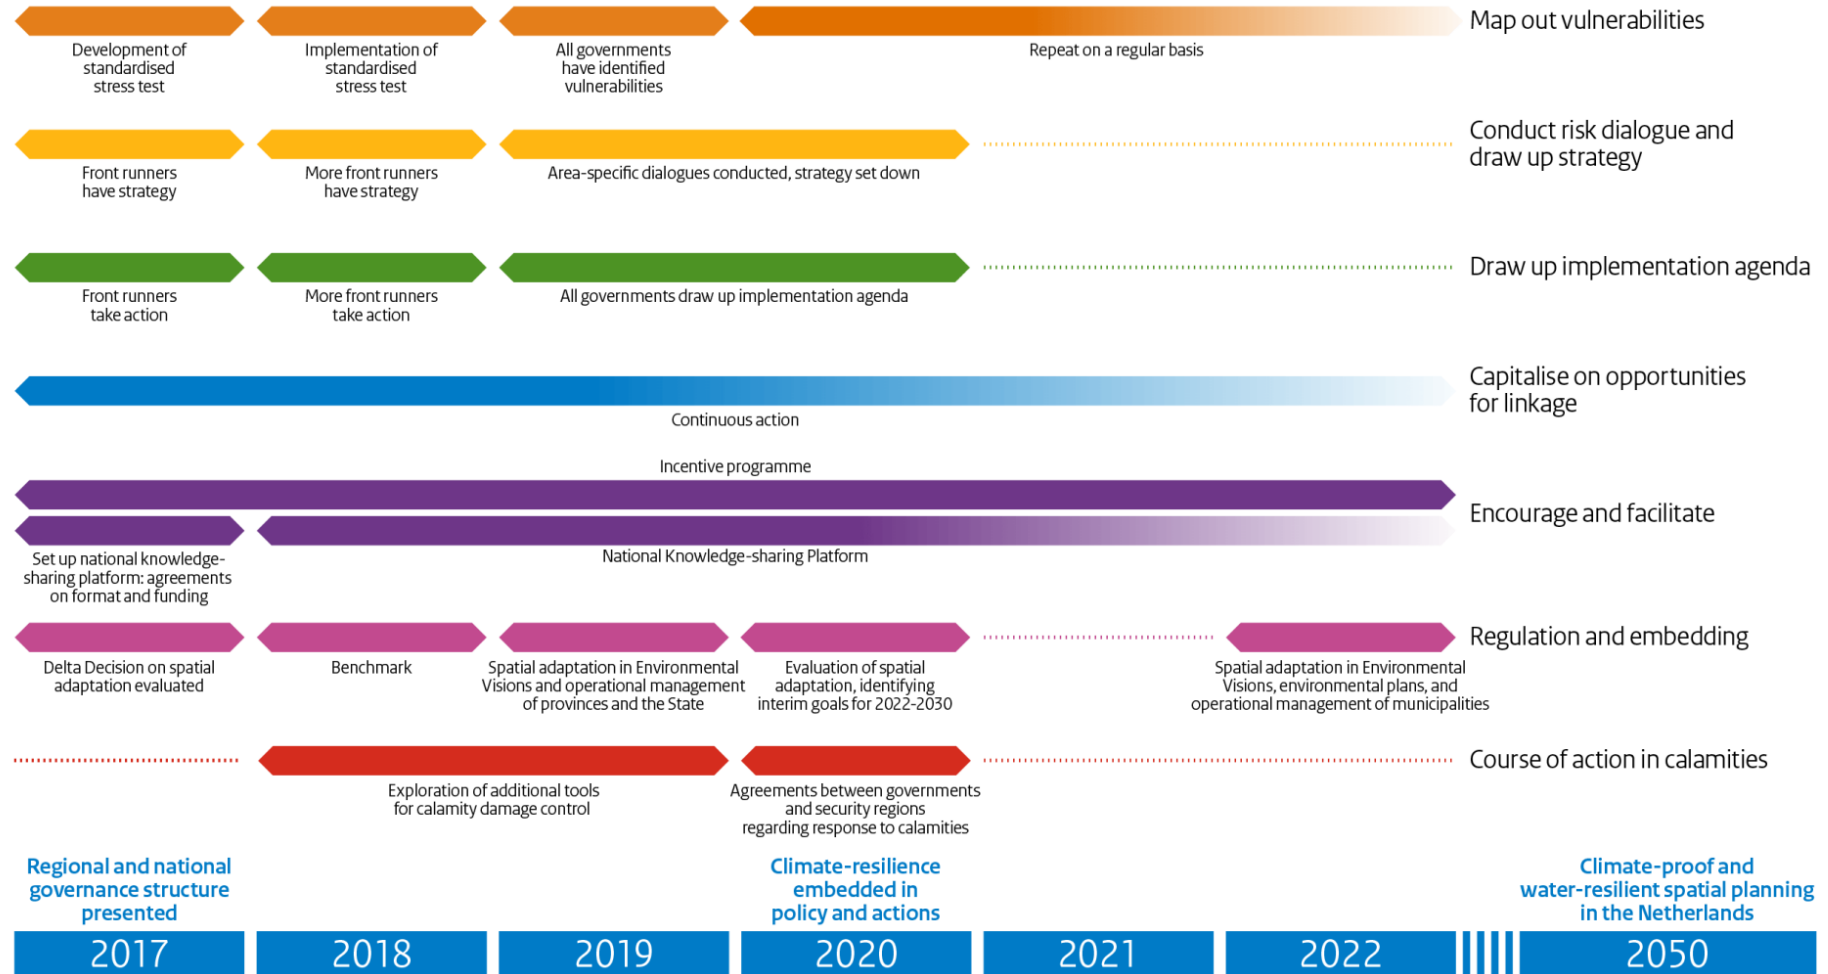 Map out vulnerabilities
Development of
standardised
stress test
Implementation of
standardised
stress test
All governments
have identified
vulnerabilities
Repeat on a regular basis
Conduct risk dialogue and
draw up strategy
Front runners
have strategy
More front runners
have strategy
Area-specific dialogues conducted, strategy set down
Draw up implementation agenda
Front runners
take action
More front runners
take action
All governments draw up implementation agenda
Capitalise on opportunities
for linkage
Continuous action
Incentive programme
Encourage and facilitate
Set up national knowledge-
sharing platform: agreements
on format and funding
National Knowledge-sharing Platform
Regulation and embedding
Delta Decision on spatial
adaptation evaluated
Benchmark
Spatial adaptation in Environmental
Visions and operational management
of provinces and the State
Evaluation of spatial
adaptation, identifying
interim goals for 2022-2030
Spatial adaptation in Environmental
Visions, environmental plans, and
operational management of municipalities
Course of action in calamities
Exploration of additional tools
for calamity damage control
Agreements between governments
and security regions
regarding response to calamities
Regional and national
governance structure
presented
Climate-resilience
embedded in
policy and actions
Climate-proof and
water-resilient spatial planning
in the Netherlands
2017
2018
2019
2020
2021
2022
2050